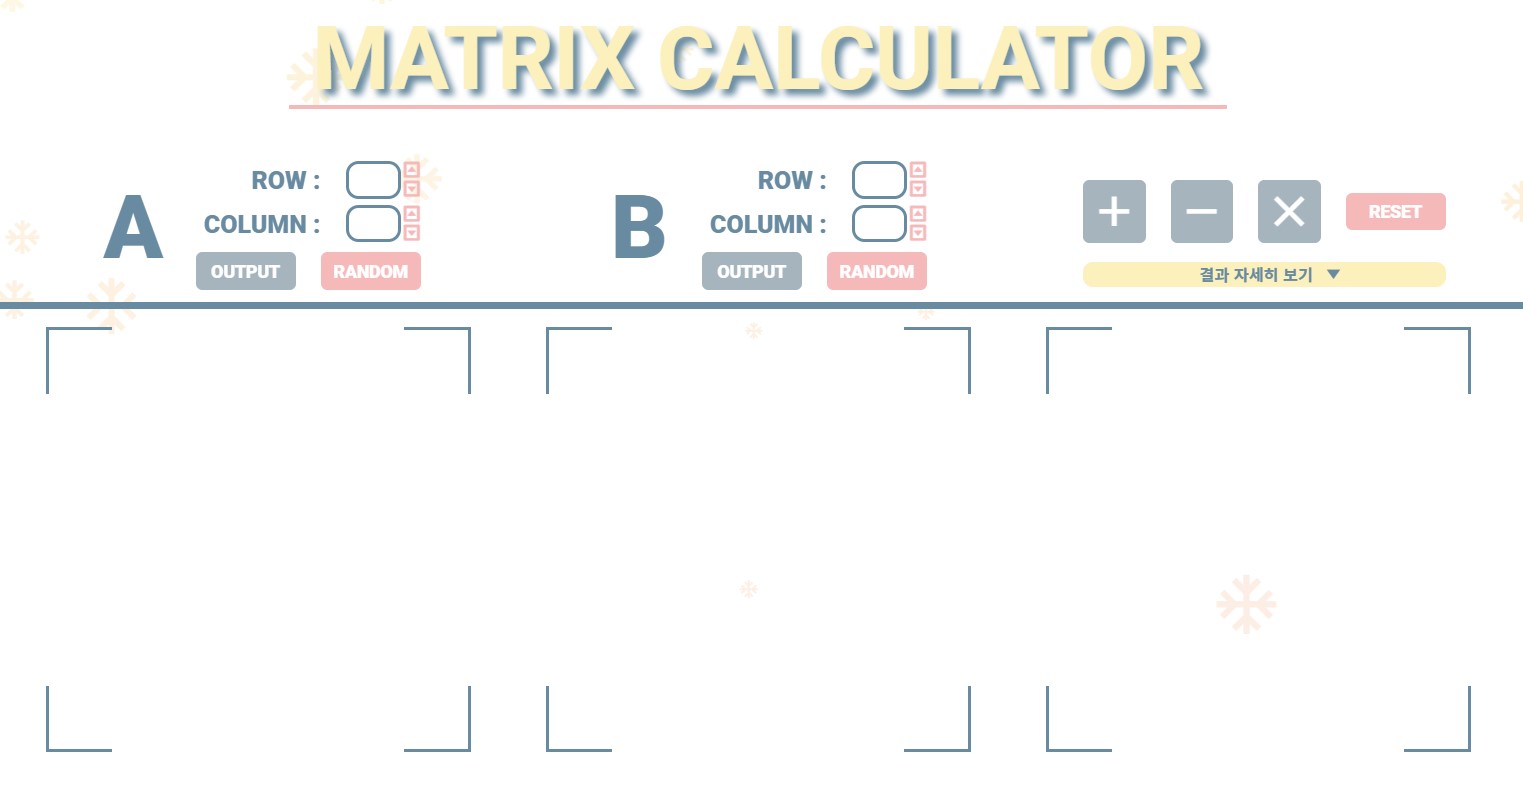 MATRIX CALCULATOR
A
ROW :
COLUMN :
OUTPUT RANDOM
B
ROW :
COLUMN :
OUTPUT RANDOM
+ − × RESET
결과 자세히 보기 ▼